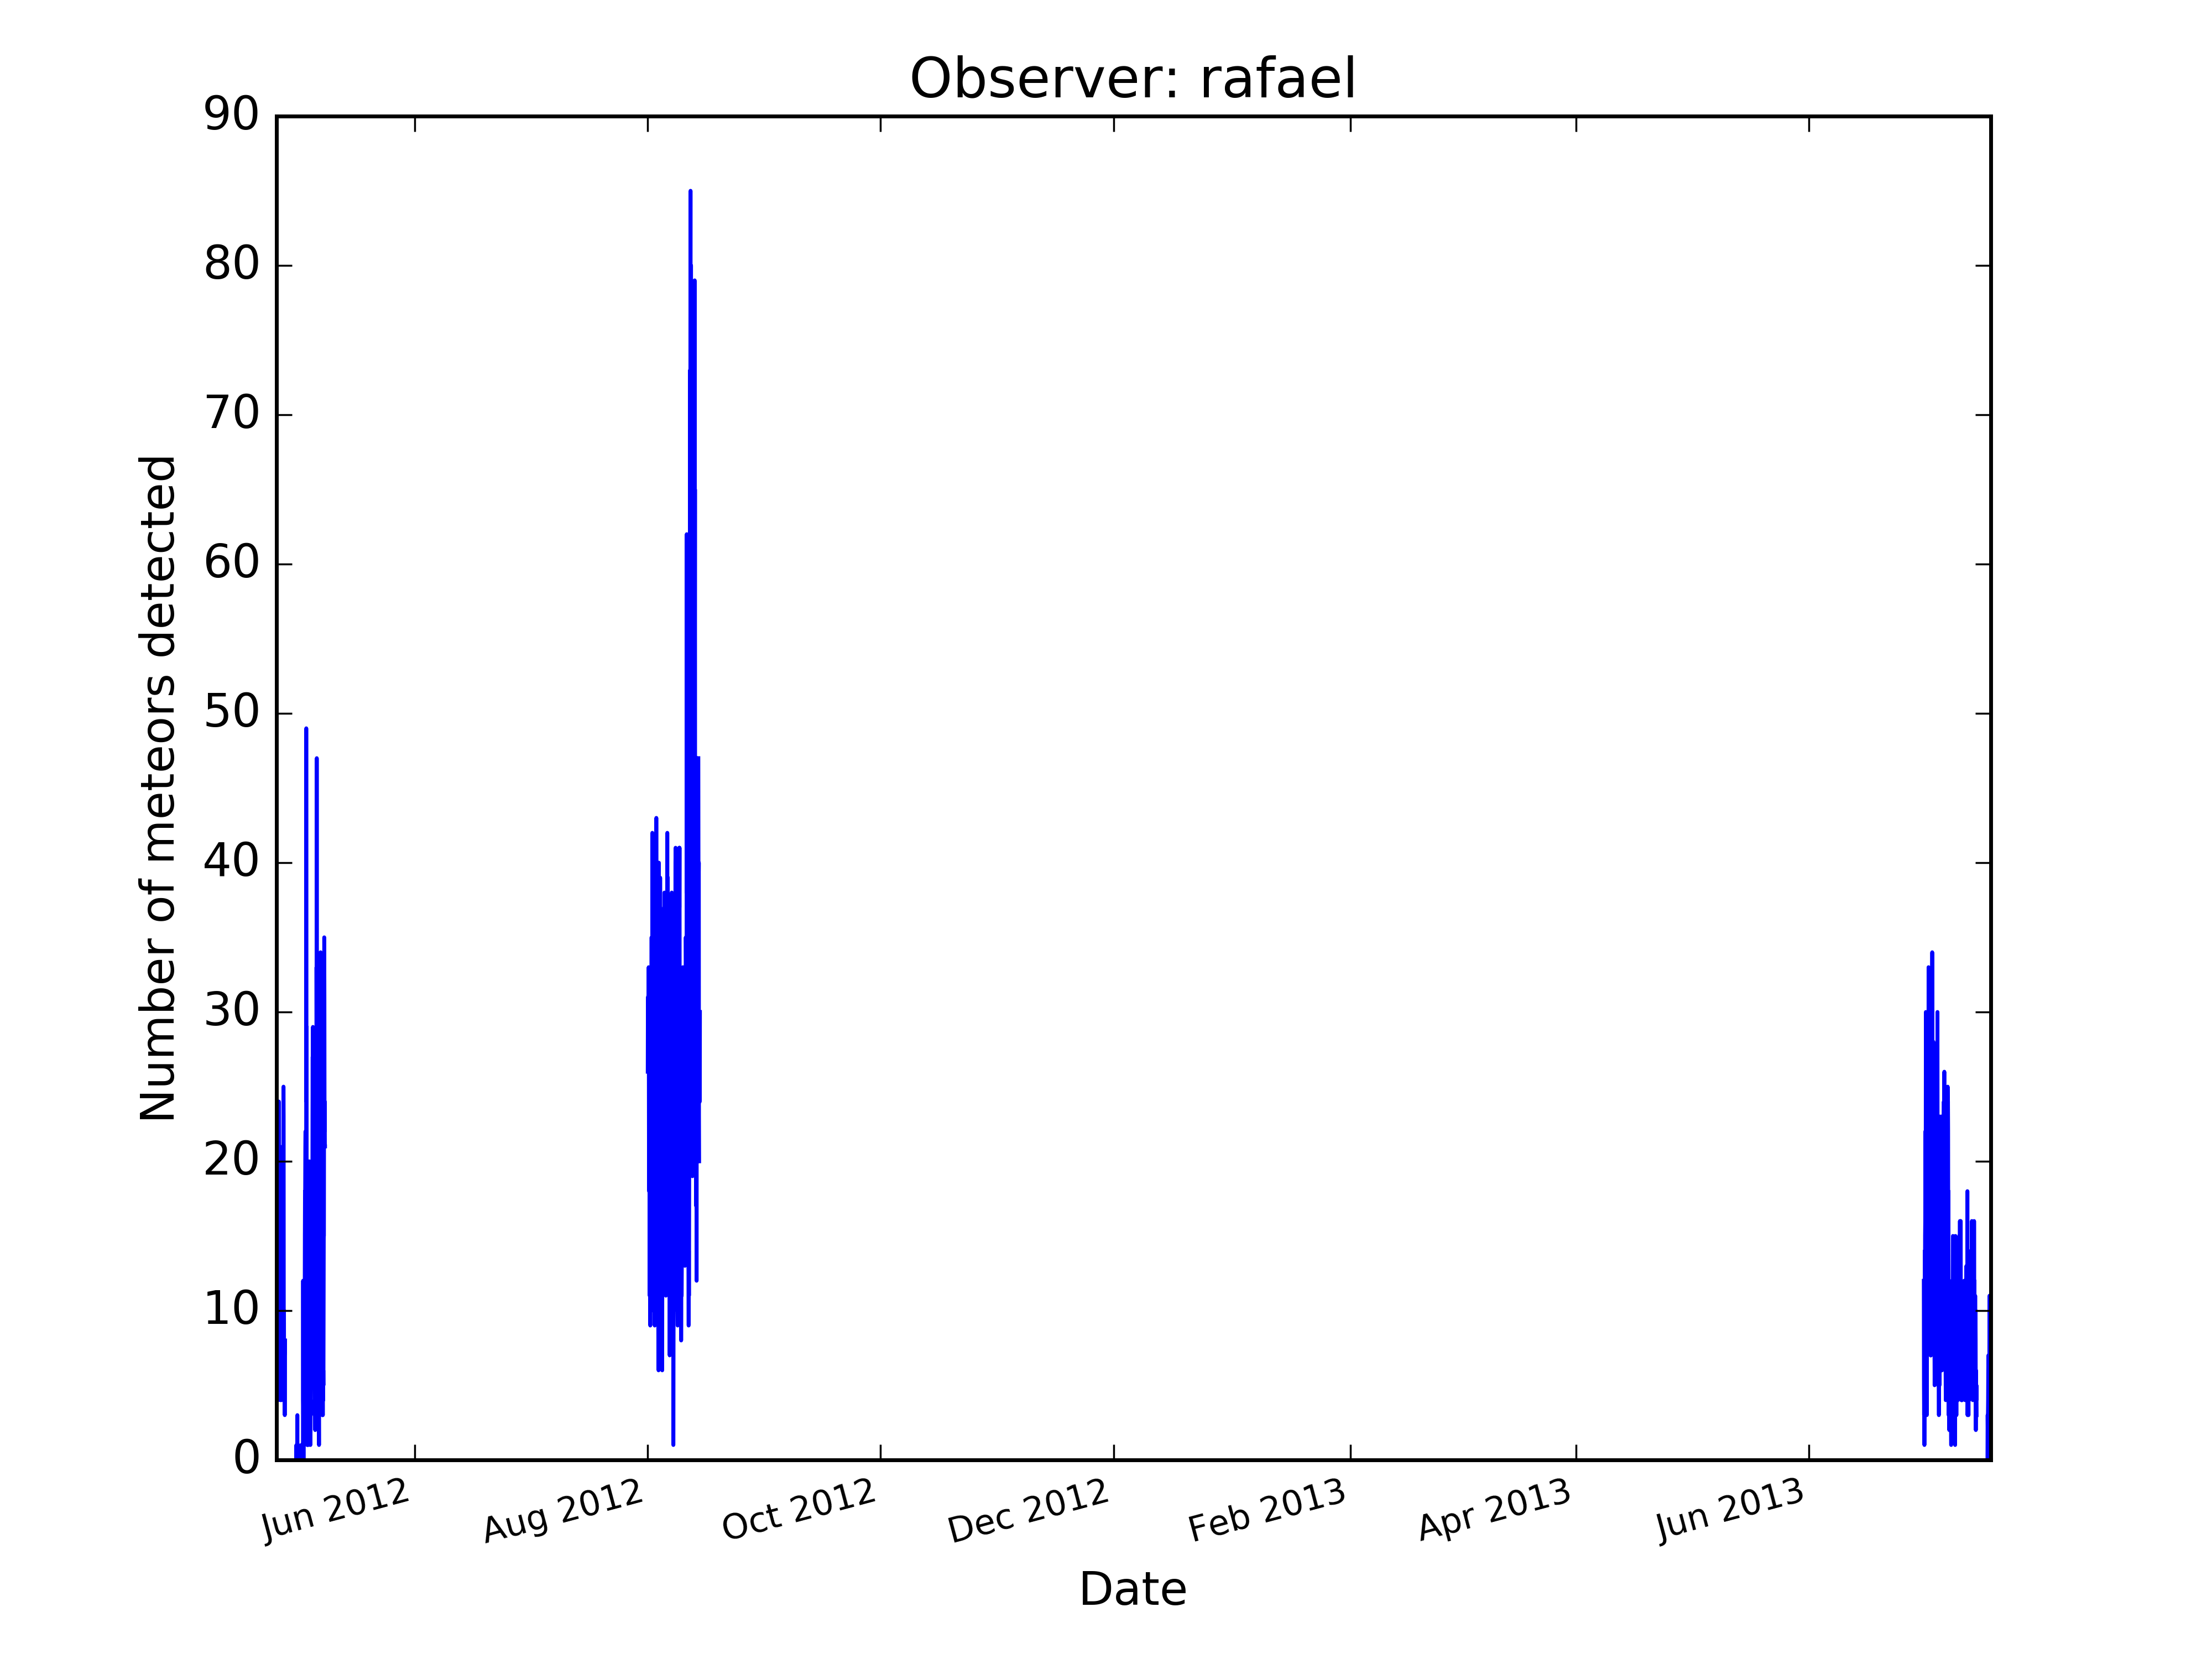 Observer: rafael
90
80
70
60
50
40
30
20
10
0
Number of meteors detected
Jun 2012
Aug 2012
Oct 2012
Dec 2012
Feb 2013
Apr 2013
Jun 2013
Date